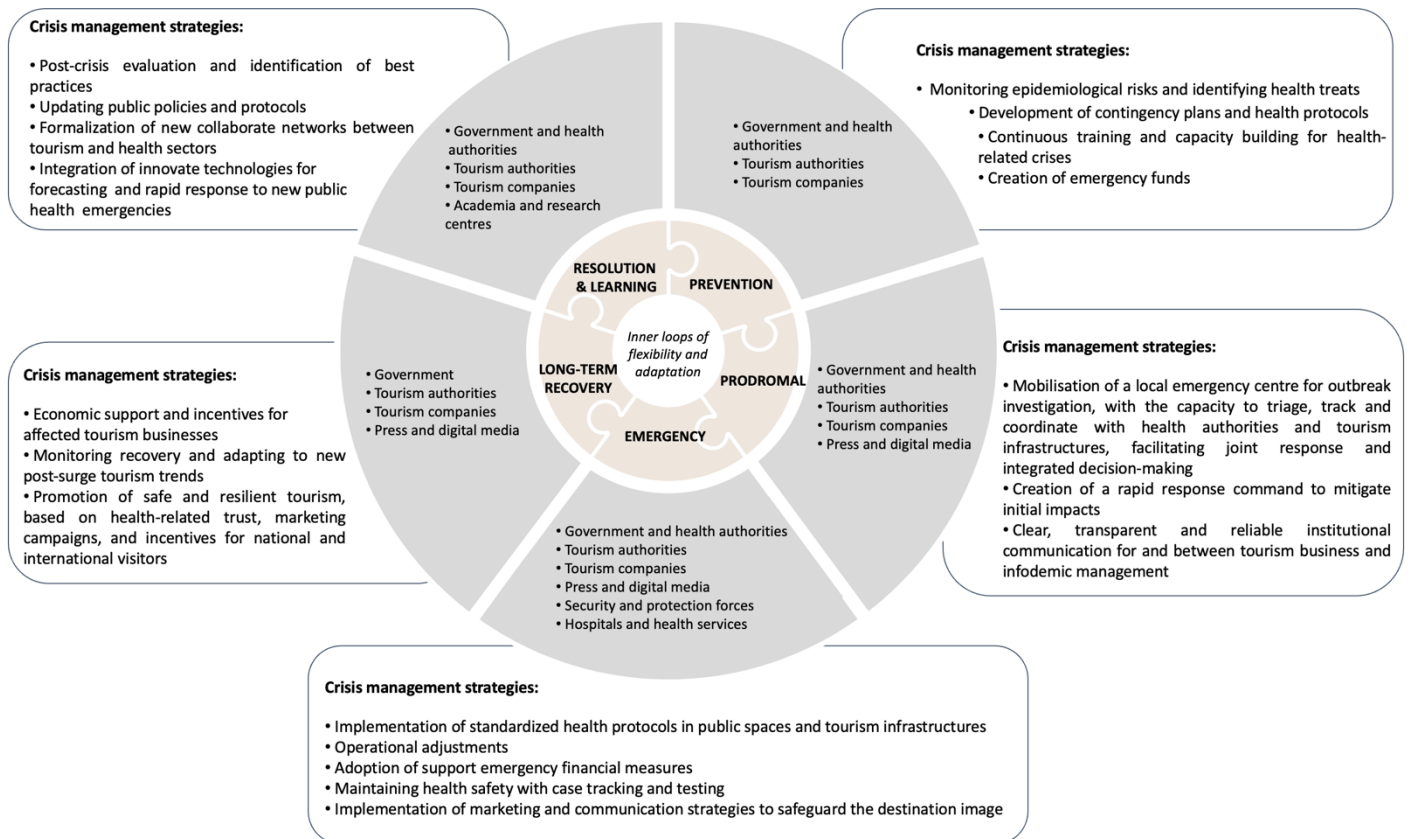 Crisis management strategies:
• Post-crisis evaluation and identification of best
practices
• Updating public policies and protocols
• Formalization of new collaborate networks between
tourism and health sectors
• Integration of innovate technologies for
forecasting and rapid response to new public
health emergencies
Crisis management strategies:
• Monitoring epidemiological risks and identifying health treats
• Development of contingency plans and health protocols
• Continuous training and capacity building for health-
related crises
• Creation of emergency funds
• Government and health
authorities
• Tourism authorities
• Tourism companies
• Academia and research
centres
• Government and health
authorities
• Tourism authorities
• Tourism companies
RESOLUTION
& LEARNING
PREVENTION
Inner loops of
flexibility and
adaptation
LONG-TERM
RECOVERY
PRODROMAL
EMERGENCY
• Government
• Tourism authorities
• Tourism companies
• Press and digital media
• Government and health
authorities
• Tourism authorities
• Tourism companies
• Press and digital media
Crisis management strategies:
• Economic support and incentives for
affected tourism businesses
• Monitoring recovery and adapting to new
post-surge tourism trends
• Promotion of safe and resilient tourism,
based on health-related trust, marketing
campaigns, and incentives for national and
international visitors
Crisis management strategies:
• Mobilisation of a local emergency centre for outbreak
investigation, with the capacity to triage, track and
coordinate with health authorities and tourism
infrastructures, facilitating joint response and
integrated decision-making
• Creation of a rapid response command to mitigate
initial impacts
• Clear, transparent and reliable institutional
communication for and between tourism business and
infodemic management
• Government and health authorities
• Tourism authorities
• Tourism companies
• Press and digital media
• Security and protection forces
• Hospitals and health services
Crisis management strategies:
• Implementation of standardized health protocols in public spaces and tourism infrastructures
• Operational adjustments
• Adoption of support emergency financial measures
• Maintaining health safety with case tracking and testing
• Implementation of marketing and communication strategies to safeguard the destination image